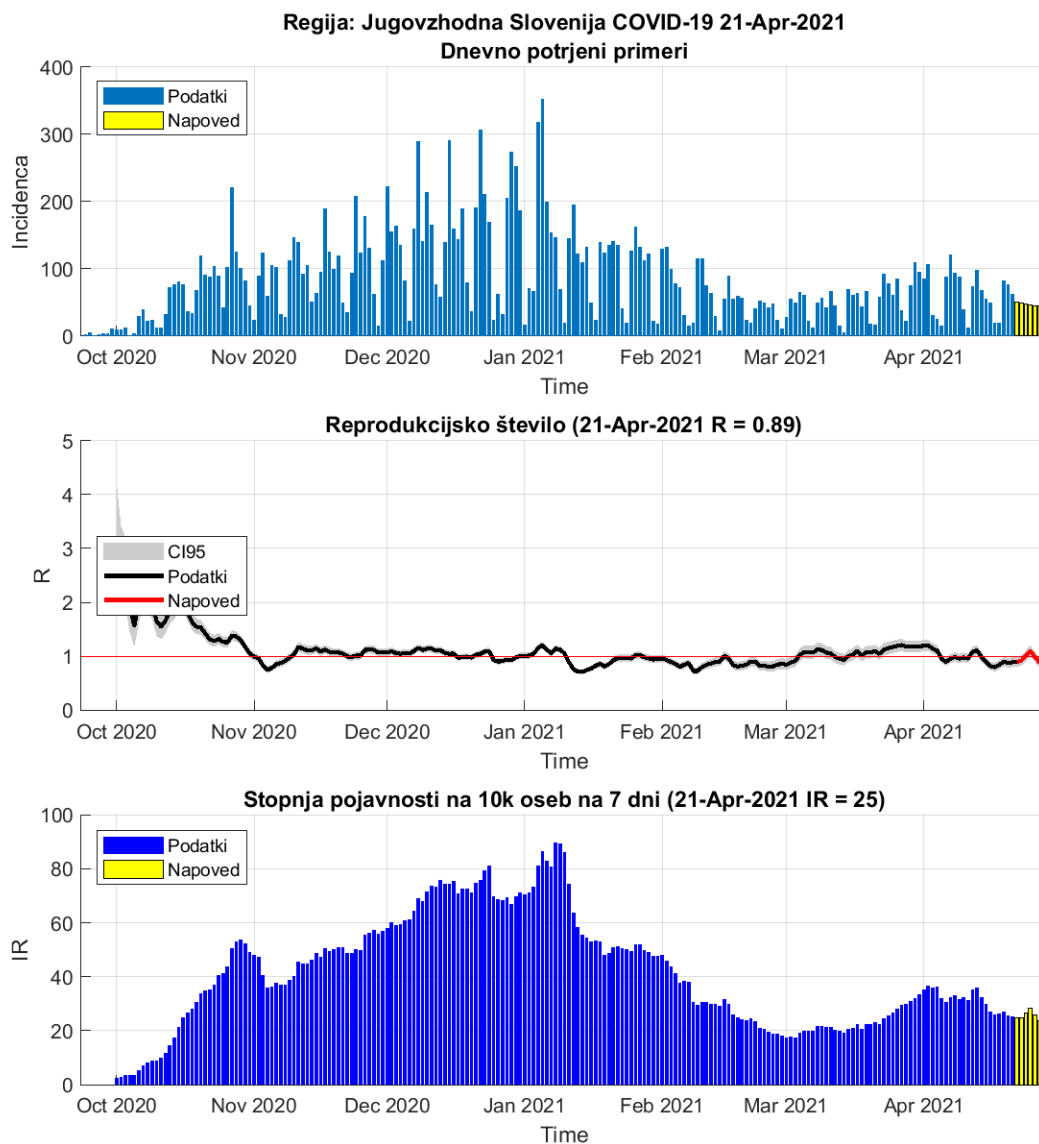 Regija: Jugovzhodna Slovenija COVID-19 21-Apr-2021
Dnevno potrjeni primeri
400
300
200
100
0
Incidenca
Podatki
Napoved
Oct 2020 Nov 2020 Dec 2020 Jan 2021 Feb 2021 Mar 2021 Apr 2021
Time
Reprodukcijsko število (21-Apr-2021 R = 0.89)
5
4
3
2
1
0
R
CI95
Podatki
Napoved
Oct 2020 Nov 2020 Dec 2020 Jan 2021 Feb 2021 Mar 2021 Apr 2021
Time
Stopnja pojavnosti na 10k oseb na 7 dni (21-Apr-2021 IR = 25)
100
80
60
40
20
0
IR
Podatki
Napoved
Oct 2020 Nov 2020 Dec 2020 Jan 2021 Feb 2021 Mar 2021 Apr 2021
Time